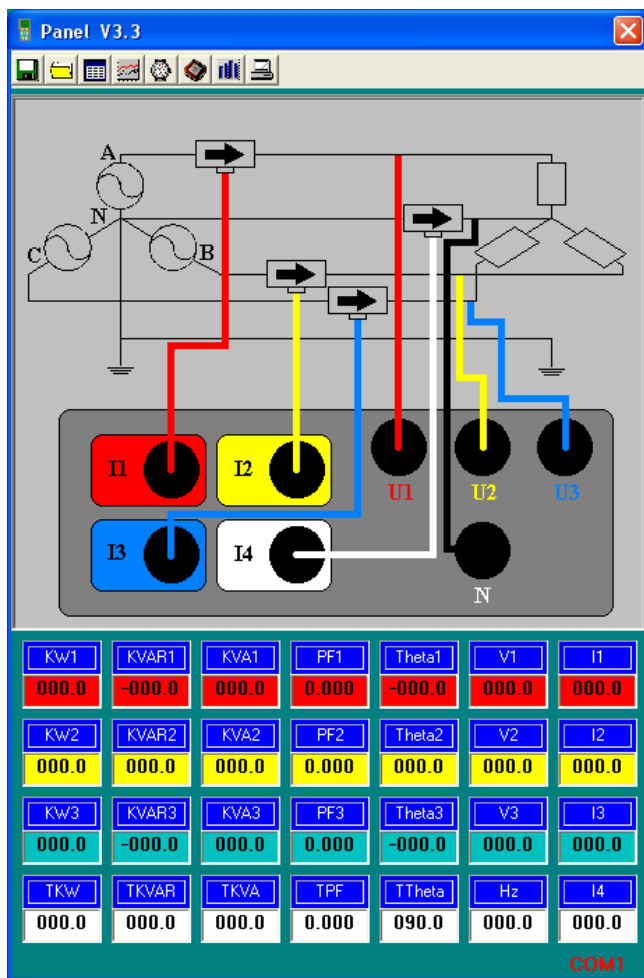 Panel V3.3
A
N
C
B
I1
I2
U1
U2
U3
I3
I4
N
KW1 KVAR1 KVA1 PF1 Theta1 V1 I1
000.0 -000.0 000.0 0.000 -000.0 000.0 000.0
KW2 KVAR2 KVA2 PF2 Theta2 V2 I2
000.0 000.0 000.0 0.000 000.0 000.0 000.0
KW3 KVAR3 KVA3 PF3 Theta3 V3 I3
000.0 -000.0 000.0 0.000 -000.0 000.0 000.0
TKW TKVAR TKVA TPF TTheta Hz I4
000.0 000.0 000.0 0.000 090.0 000.0 000.0
COM1